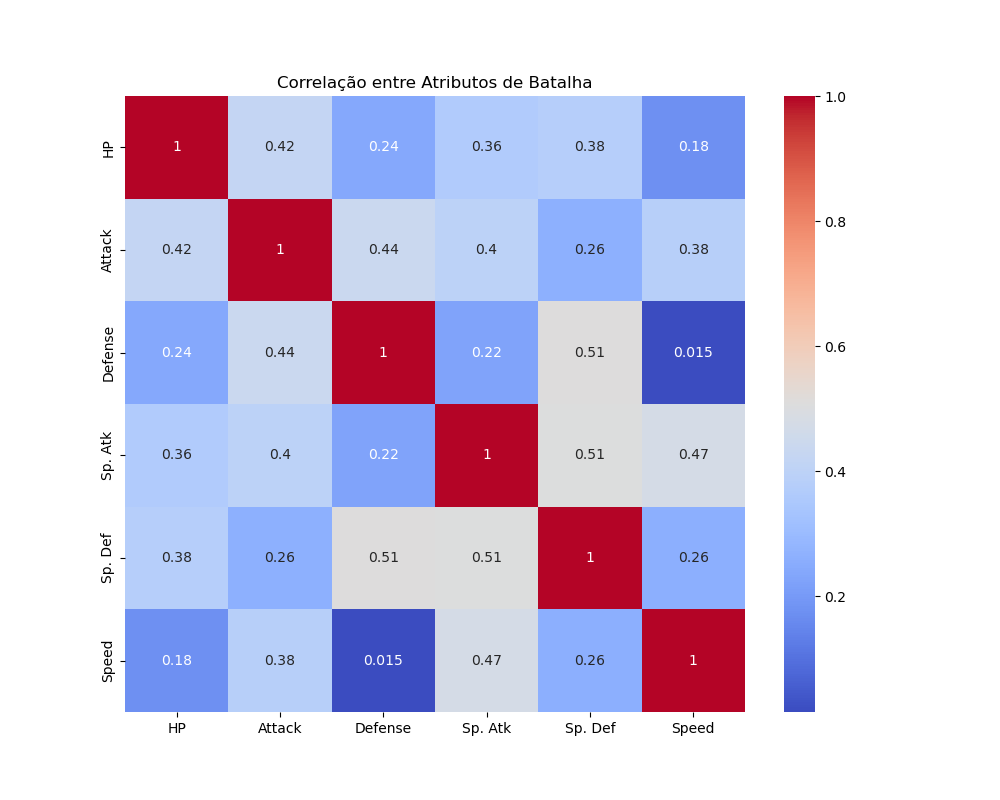 Correlação entre Atributos de Batalha
HP 1 0.42 0.24 0.36 0.38 0.18
Attack 0.42 1 0.44 0.4 0.26 0.38
Defense 0.24 0.44 1 0.22 0.51 0.015
Sp. Atk 0.36 0.4 0.22 1 0.51 0.47
Sp. Def 0.38 0.26 0.51 0.51 1 0.26
Speed 0.18 0.38 0.015 0.47 0.26 1
HP Attack Defense Sp. Atk Sp. Def Speed
1.0
0.8
0.6
0.4
0.2